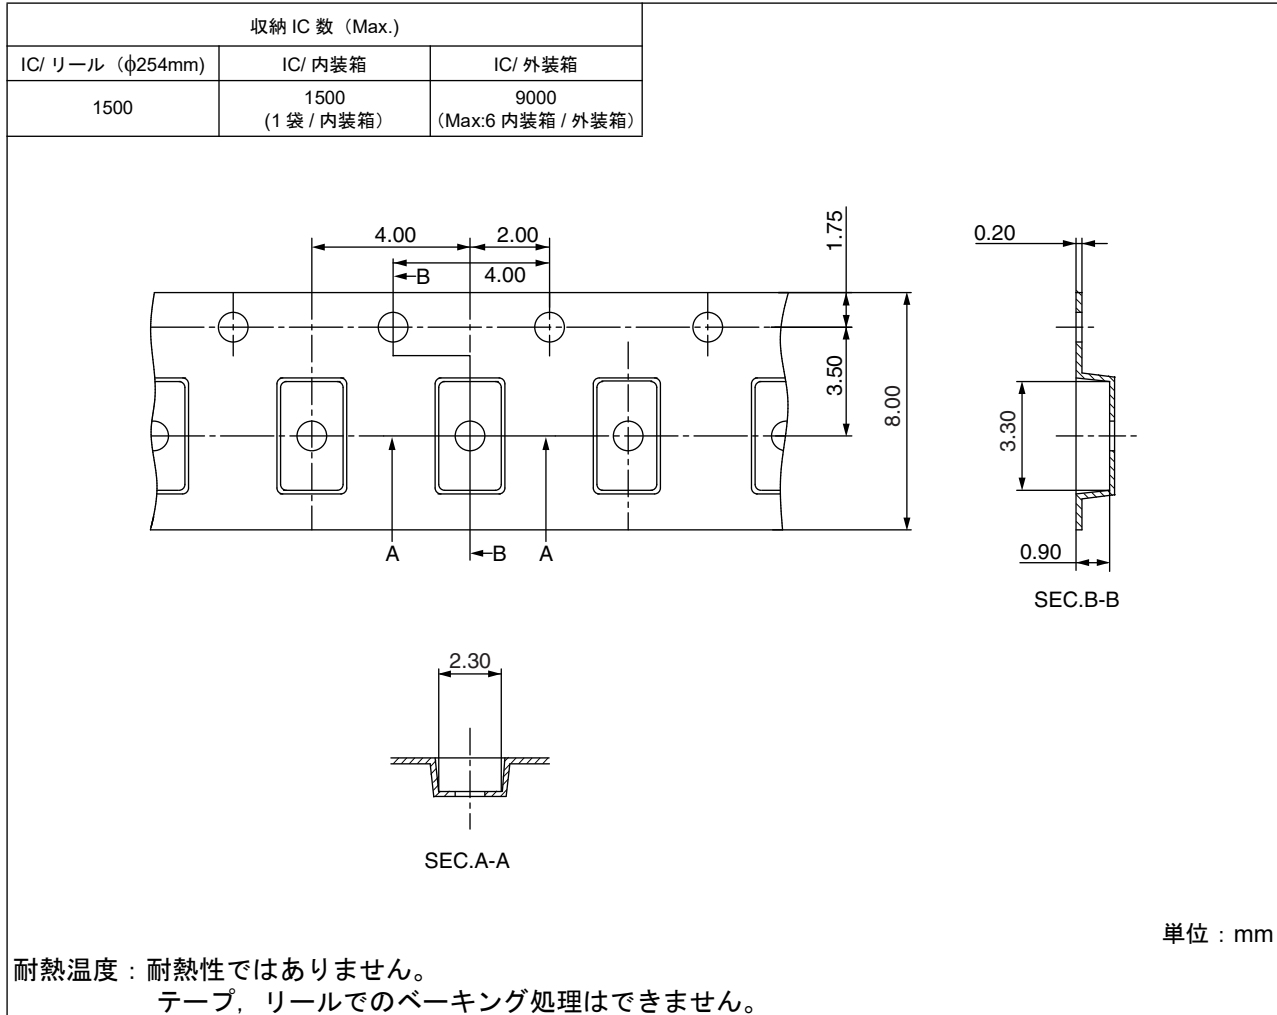 収納 IC 数（Max.)
IC/ リール（ϕ254mm)
IC/ 内装箱
IC/ 外装箱
1500
1500
(1 袋 / 内装箱）
9000
（Max:6 内装箱 / 外装箱）
4.00
2.00
B
4.00
1.75
3.50
8.00
A
B
A
0.20
3.30
0.90
SEC.B-B
2.30
SEC.A-A
単位：mm
耐熱温度：耐熱性ではありません。
テープ，リールでのベーキング処理はできません。